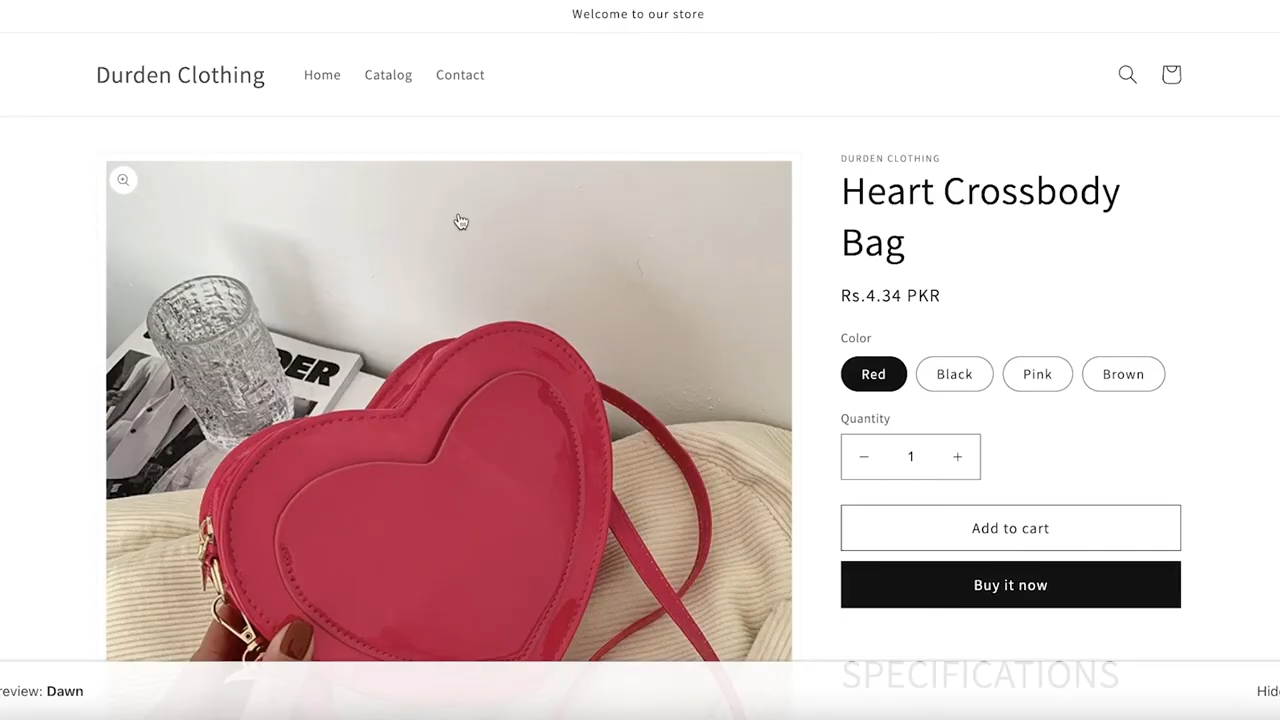 Welcome to our store
Durden Clothing
Home
Catalog
Contact
DURDEN CLOTHING
Heart Crossbody
Bag
Rs.4.34 PKR
Color
Red
Black
Pink
Brown
Quantity
1
Add to cart
Buy it now
SPECIFICATIONS
review: Dawn
Hid